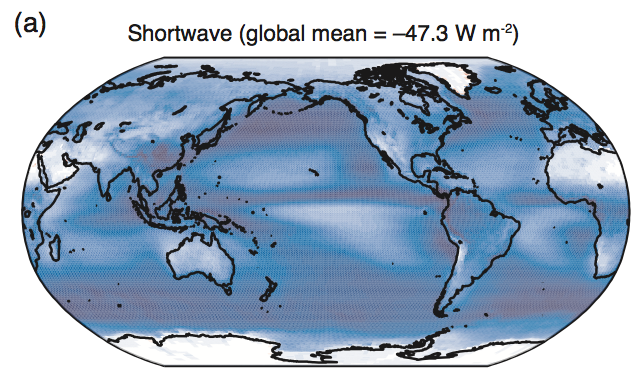 (a)
Shortwave (global mean = –47.3 W m⁻²)